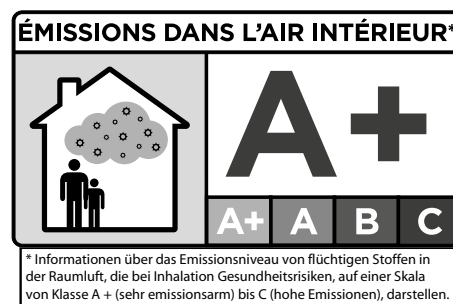 ÉMISSIONS DANS L'AIR INTÉRIEUR*
A+
A+ A B C
* Informationen über das Emissionsniveau von flüchtigen Stoffen in
der Raumluft, die bei Inhalation Gesundheitsrisiken, auf einer Skala
von Klasse A + (sehr emissionsarm) bis C (hohe Emissionen), darstellen.